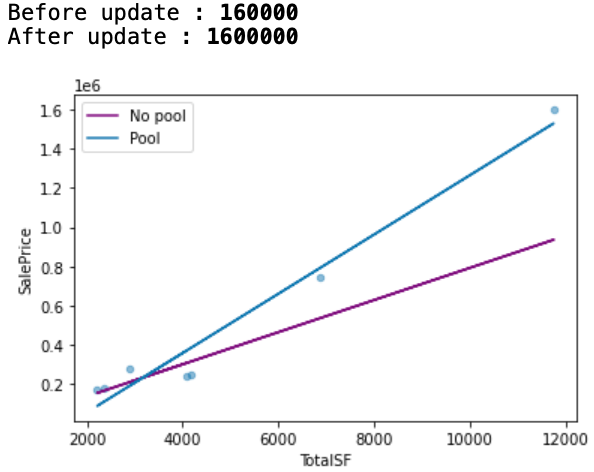 Before update : 160000
After update : 1600000
1e6
No pool
Pool
1.6
1.4
1.2
1.0
0.8
0.6
0.4
0.2
SalePrice
2000 4000 6000 8000 10000 12000
TotalSF